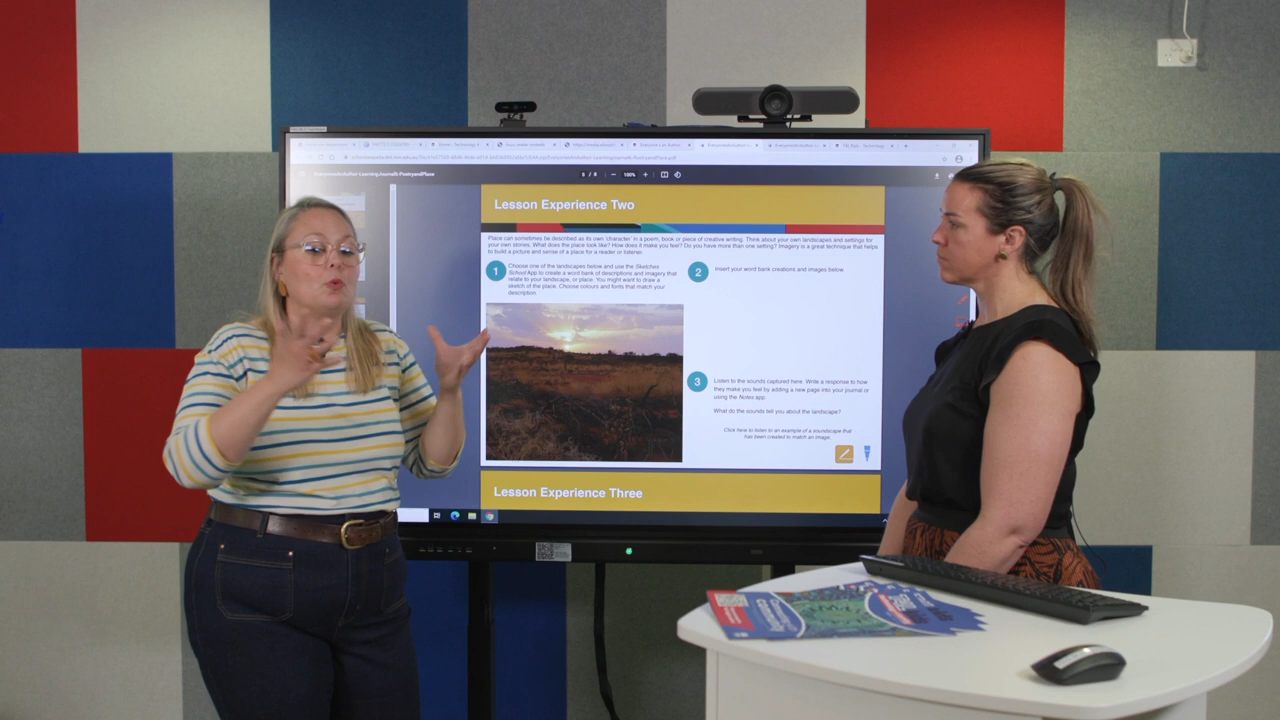 EveryonesAnAuthor-LearningJournal6-PoetryandPlace
100%
Lesson Experience Two
Place can sometimes be described as its own 'character' in a poem, book or piece of creative writing. Think about your own landscapes and settings for
your own stories. What does the place look like? How does it make you feel? Do you have more than one setting? Imagery is a great technique that helps
to build a picture and sense of a place for a reader or listener.
1
Choose one of the landscapes below and use the Sketches
School App to create a word bank of descriptions and imagery that
relate to your landscape, or place. You might want to draw a
sketch of the place. Choose colours and fonts that match your
description.
2
Insert your word bank creations and images below
3
Listen to the sounds captured here. Write a response to how
they make you feel by adding a new page into your journal or
using the Notes app.
What do the sounds tell you about the landscape?
Click here to listen to an example of a soundscape that
has been created to match an image.
Lesson Experience Three